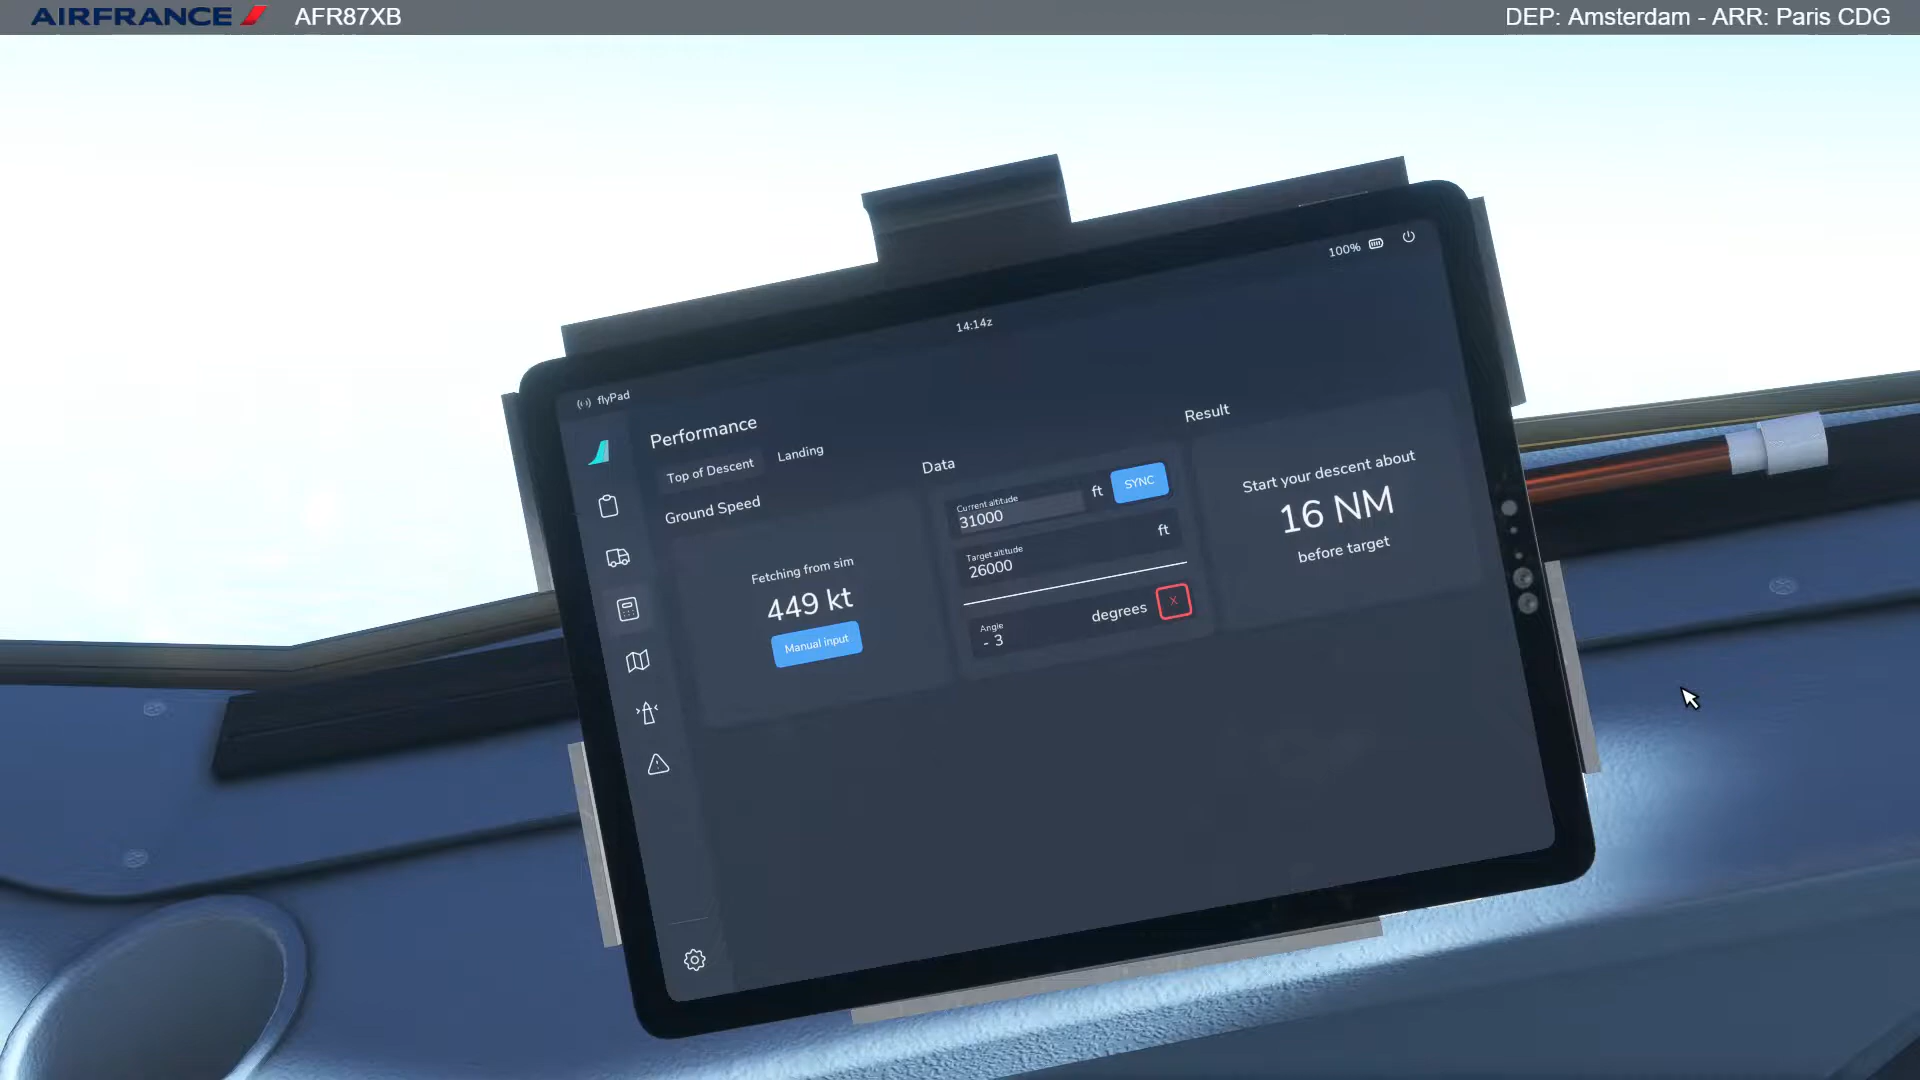 AIRFRANCE AFR87XB DEP: Amsterdam - ARR: Paris CDG
100%
14:14z
flyPad
Performance
Top of Descent Landing
Ground Speed
Fetching from sim
449 kt
Manual input
Data
Current altitude
31000 ft SYNC
Target altitude
26000 ft
Angle
- 3 degrees X
Result
Start your descent about
16 NM
before target